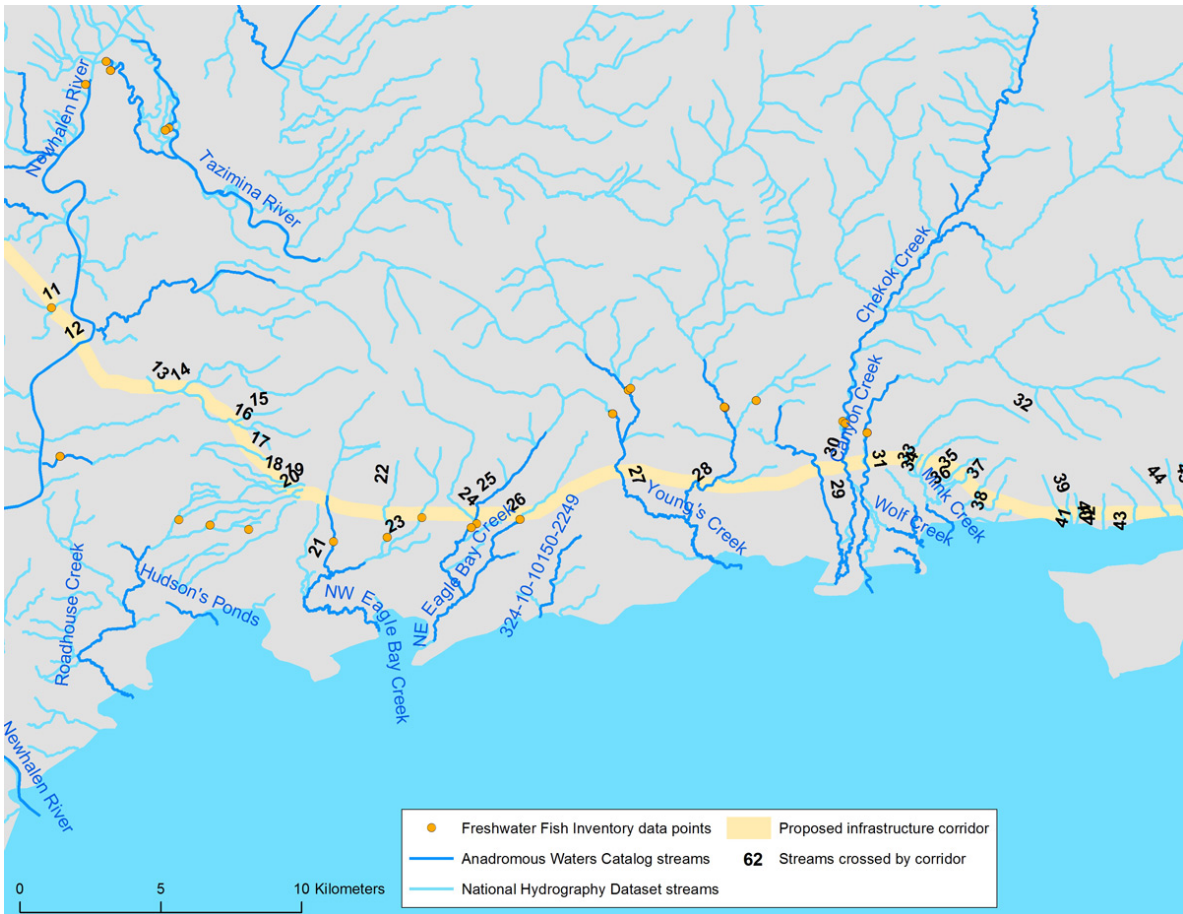 Newhalen River
Tazimina River
Chekok Creek
11
12
13
14
15
16
17
18
19
20
21
22
23
24
25
26
27
28
29
30
31
32
33
34
35
36
37
38
39
41
43
44
Canyon Creek
Mink Creek
Wolf Creek
Young's Creek
324-10-10150-2249
NE Eagle Bay Creek
NW Eagle Bay Creek
Hudson's Ponds
Roadhouse Creek
Newhalen River
Freshwater Fish Inventory data points
Anadromous Waters Catalog streams
National Hydrography Dataset streams
Proposed infrastructure corridor
62 Streams crossed by corridor
0 5 10 Kilometers